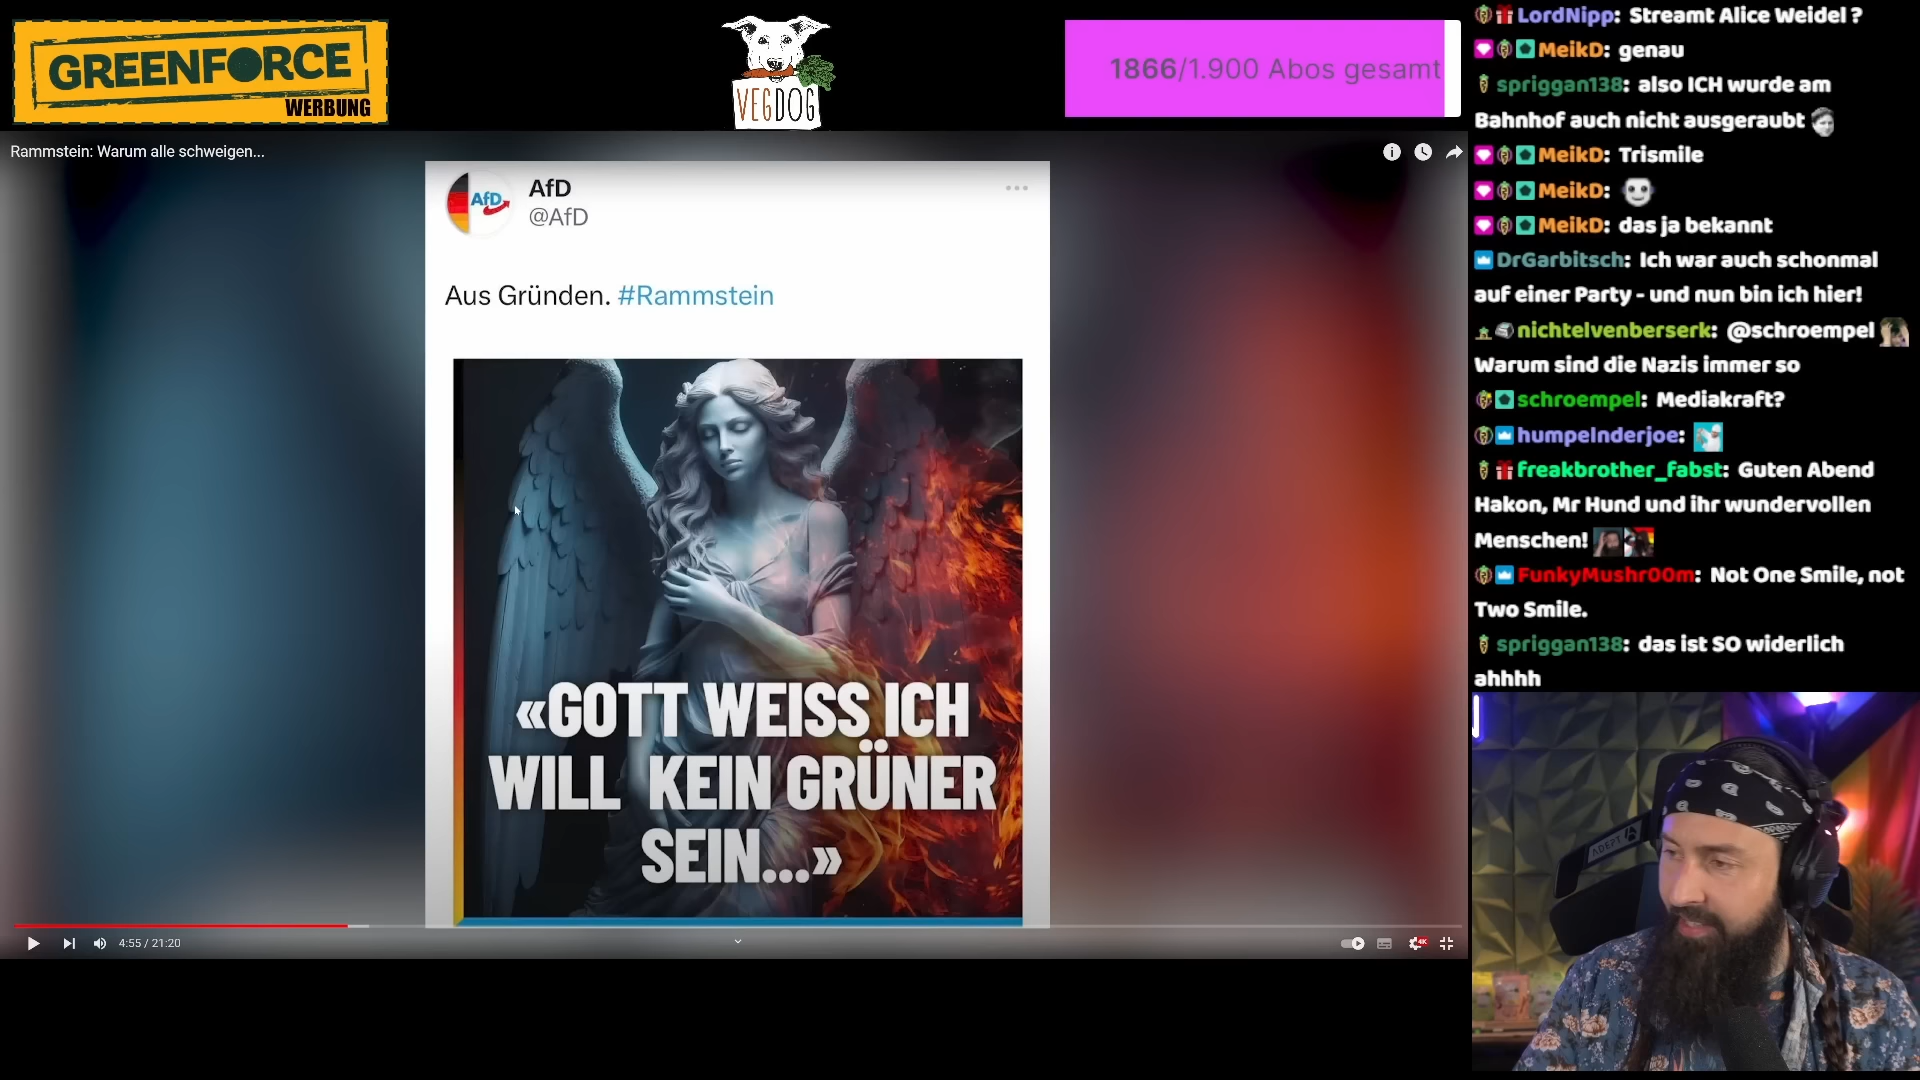 GREENFORCE
WERBUNG
VEGDOG
1866/1.900 Abos gesamt
Rammstein: Warum alle schweigen...
AfD
AfD
@AfD
Aus Gründen. #Rammstein
«GOTT WEISS ICH
WILL KEIN GRÜNER
SEIN...»
4:55 / 21:20
4K
LordNipp: Streamt Alice Weidel ?
MeikD: genau
spriggan138: also ICH wurde am
Bahnhof auch nicht ausgeraubt
MeikD: Trismile
MeikD:
MeikD: das ja bekannt
DrGarbitsch: Ich war auch schonmal
auf einer Party - und nun bin ich hier!
nichtelvenberserk: @schroempel
Warum sind die Nazis immer so
schroempel: Mediakraft?
humpelnderjoe:
freakbrother_fabst: Guten Abend
Hakon, Mr Hund und ihr wundervollen
Menschen!
FunkyMushr00m: Not One Smile, not
Two Smile.
spriggan138: das ist SO widerlich
ahhhh
ADEPT